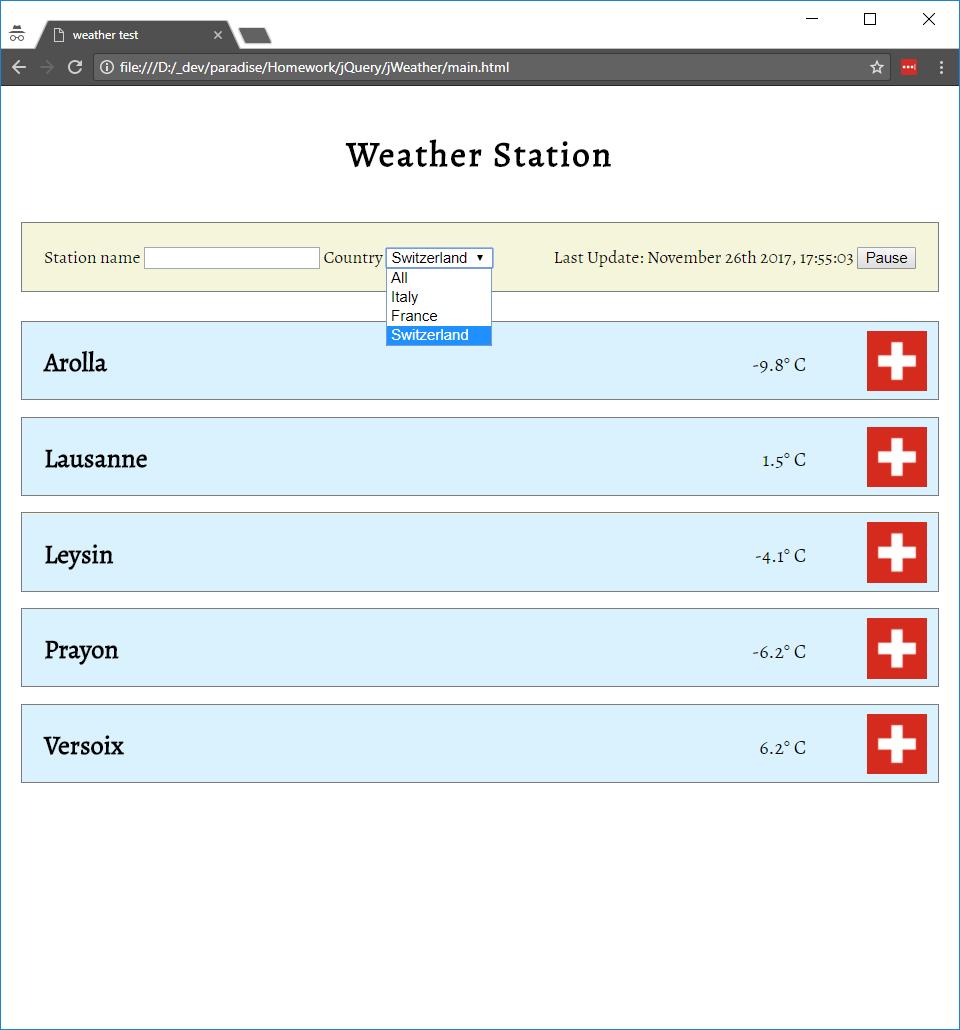 weather test
file:///D:/_dev/paradise/Homework/jQuery/jWeather/main.html
Weather Station
Station name Country Switzerland Last Update: November 26th 2017, 17:55:03 Pause
All
Italy
France
Switzerland
Arolla -9.8° C
Lausanne 1.5° C
Leysin -4.1° C
Prayon -6.2° C
Versoix 6.2° C